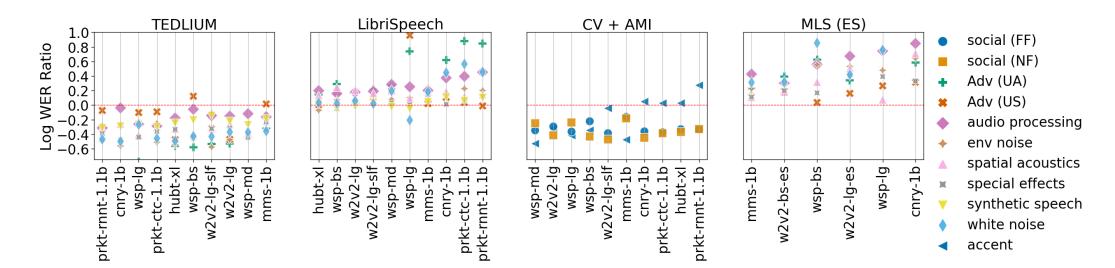 TEDLIUM
LibriSpeech
CV + AMI
MLS (ES)
Log WER Ratio
1.0
0.8
0.6
0.4
0.2
0.0
−0.2
−0.4
−0.6
prkt-rnnt-1.1b
cnry-1b
wsp-lg
prkt-ctc-1.1b
hubt-xl
wsp-bs
w2v2-lg-slf
w2v2-lg
wsp-md
mms-1b
hubt-xl
wsp-bs
w2v2-lg
w2v2-lg-slf
wsp-md
wsp-lg
mms-1b
cnry-1b
prkt-ctc-1.1b
prkt-rnnt-1.1b
wsp-md
w2v2-lg
wsp-lg
wsp-bs
w2v2-lg-slf
mms-1b
cnry-1b
prkt-ctc-1.1b
hubt-xl
prkt-rnnt-1.1b
mms-1b
w2v2-bs-es
wsp-bs
w2v2-lg-es
wsp-lg
cnry-1b
social (FF)
social (NF)
Adv (UA)
Adv (US)
audio processing
env noise
spatial acoustics
special effects
synthetic speech
white noise
accent